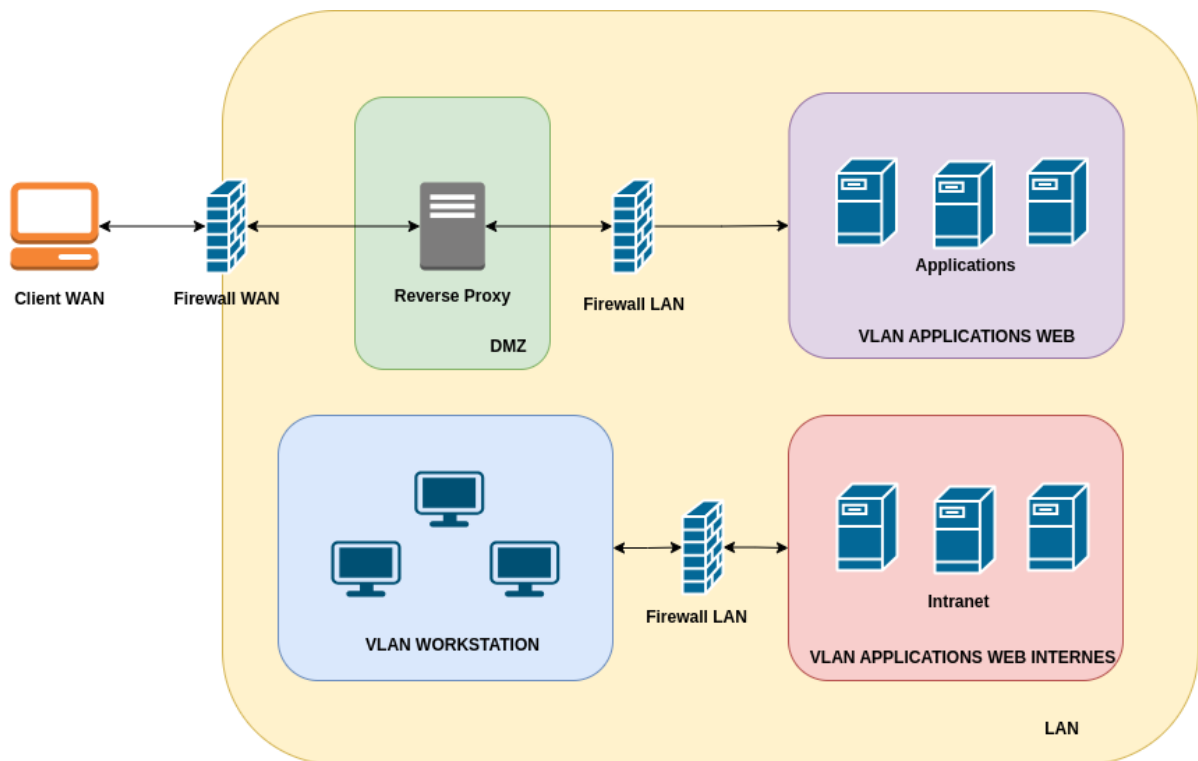 Client WAN
Firewall WAN
Reverse Proxy
DMZ
Firewall LAN
Applications
VLAN APPLICATIONS WEB
VLAN WORKSTATION
Firewall LAN
Intranet
VLAN APPLICATIONS WEB INTERNES
LAN